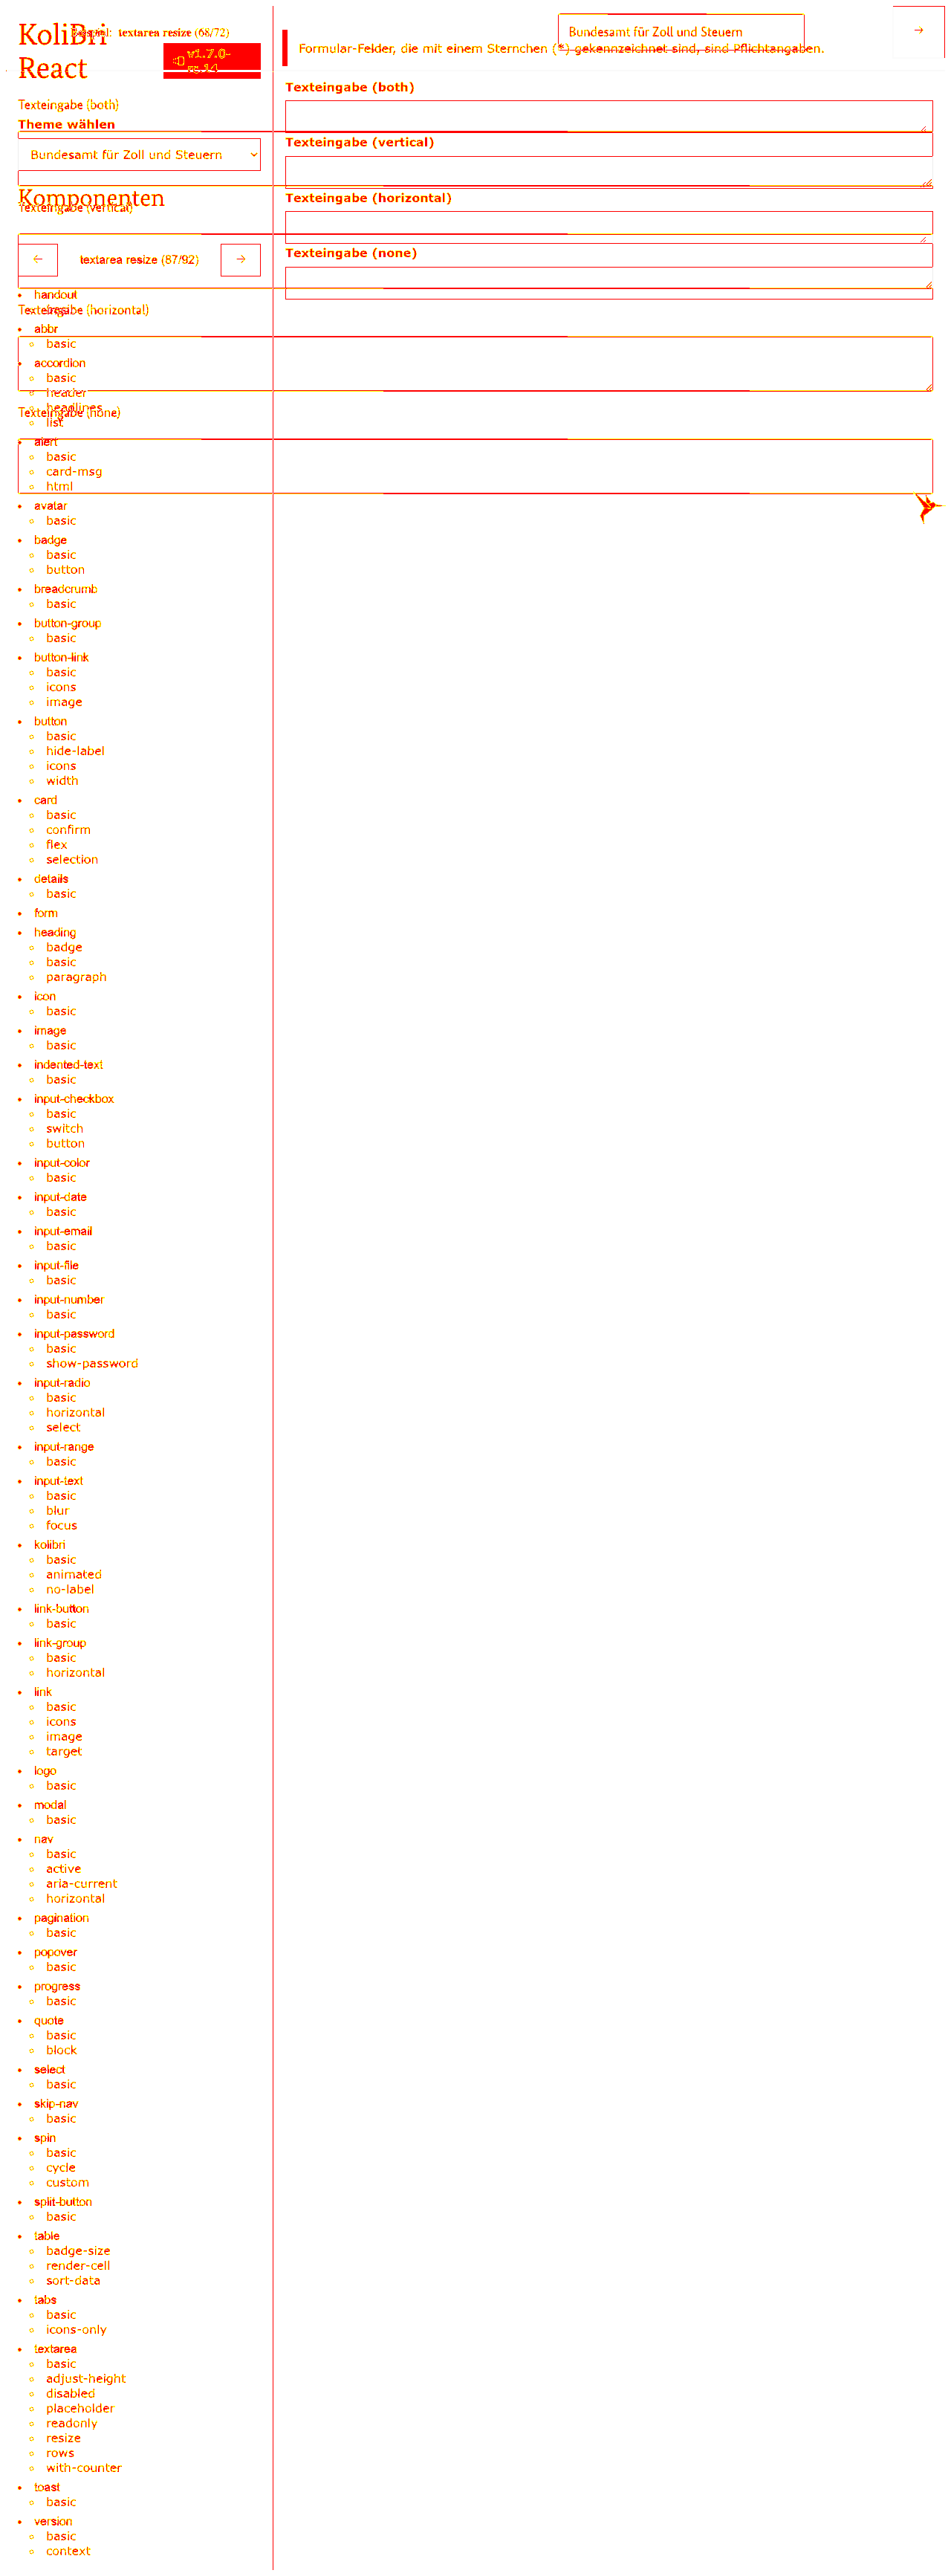 KoliBri
React
Beispiel: textarea resize (68/72)
v1.7.0-
Bundesamt für Zoll und Steuern
→
Formular-Felder, die mit einem Sternchen (*) gekennzeichnet sind, sind Pflichtangaben.
Texteingabe (both)
Theme wählen
Bundesamt für Zoll und Steuern
Komponenten
Texteingabe (vertical)
← textarea resize (87/92) →
Texteingabe (both)
Texteingabe (vertical)
Texteingabe (horizontal)
Texteingabe (none)
handout
Texteingabe (horizontal)
abbr
basic
accordion
basic
header
headlines
Texteingabe (none)
list
alert
basic
card-msg
html
avatar
basic
badge
basic
button
breadcrumb
basic
button-group
basic
button-link
basic
icons
image
button
basic
hide-label
icons
width
card
basic
confirm
flex
selection
details
basic
form
heading
badge
basic
paragraph
icon
basic
image
basic
indented-text
basic
input-checkbox
basic
switch
button
input-color
basic
input-date
basic
input-email
basic
input-file
basic
input-number
basic
input-password
basic
show-password
input-radio
basic
horizontal
select
input-range
basic
input-text
basic
blur
focus
kolibri
basic
animated
no-label
link-button
basic
link-group
basic
horizontal
link
basic
icons
image
target
logo
basic
modal
basic
nav
basic
active
aria-current
horizontal
pagination
basic
popover
basic
progress
basic
quote
basic
block
select
basic
skip-nav
basic
spin
basic
cycle
custom
split-button
basic
table
badge-size
render-cell
sort-data
tabs
basic
icons-only
textarea
basic
adjust-height
disabled
placeholder
readonly
resize
rows
with-counter
toast
basic
version
basic
context